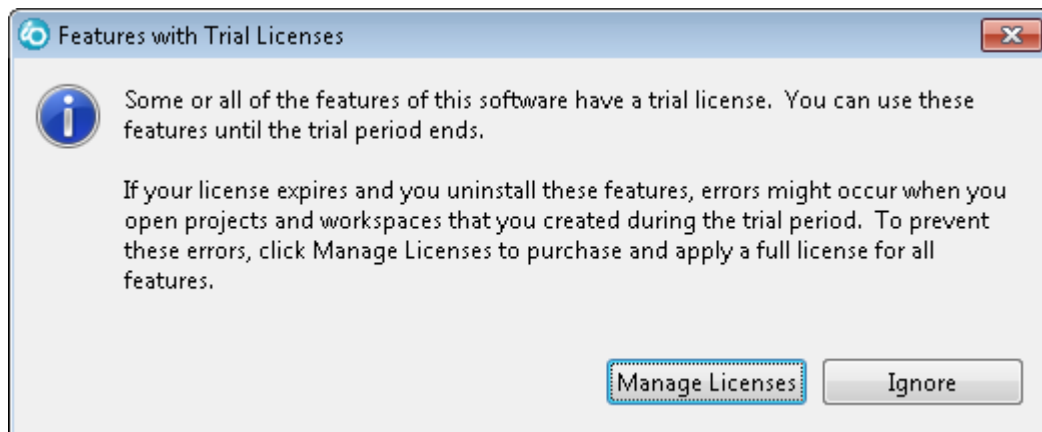 Features with Trial Licenses
Some or all of the features of this software have a trial license.  You can use these
features until the trial period ends.
If your license expires and you uninstall these features, errors might occur when you
open projects and workspaces that you created during the trial period.  To prevent
these errors, click Manage Licenses to purchase and apply a full license for all
features.
Manage Licenses
Ignore